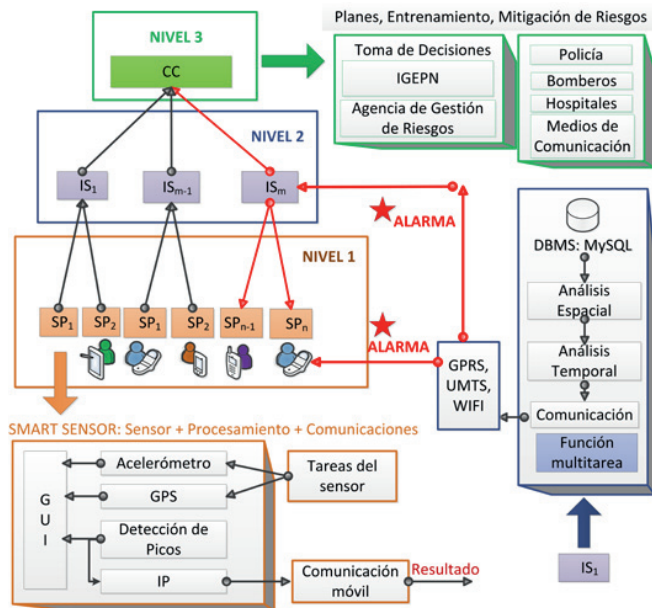 Planes, Entrenamiento, Mitigación de Riesgos
NIVEL 3
CC
Toma de Decisiones
IGEPN
Agencia de Gestión
de Riesgos
Policía
Bomberos
Hospitales
Medios de
Comunicación
NIVEL 2
IS1
ISm-1
ISm
ALARMA
NIVEL 1
SP1
SP2
SP1
SP2
SPn-1
SPn
ALARMA
GPRS,
UMTS,
WIFI
DBMS: MySQL
Análisis
Espacial
Análisis
Temporal
Comunicación
Función
multitarea
IS1
SMART SENSOR: Sensor + Procesamiento + Comunicaciones
G
U
I
Acelerómetro
GPS
Detección de
Picos
IP
Tareas del
sensor
Comunicación
móvil
Resultado